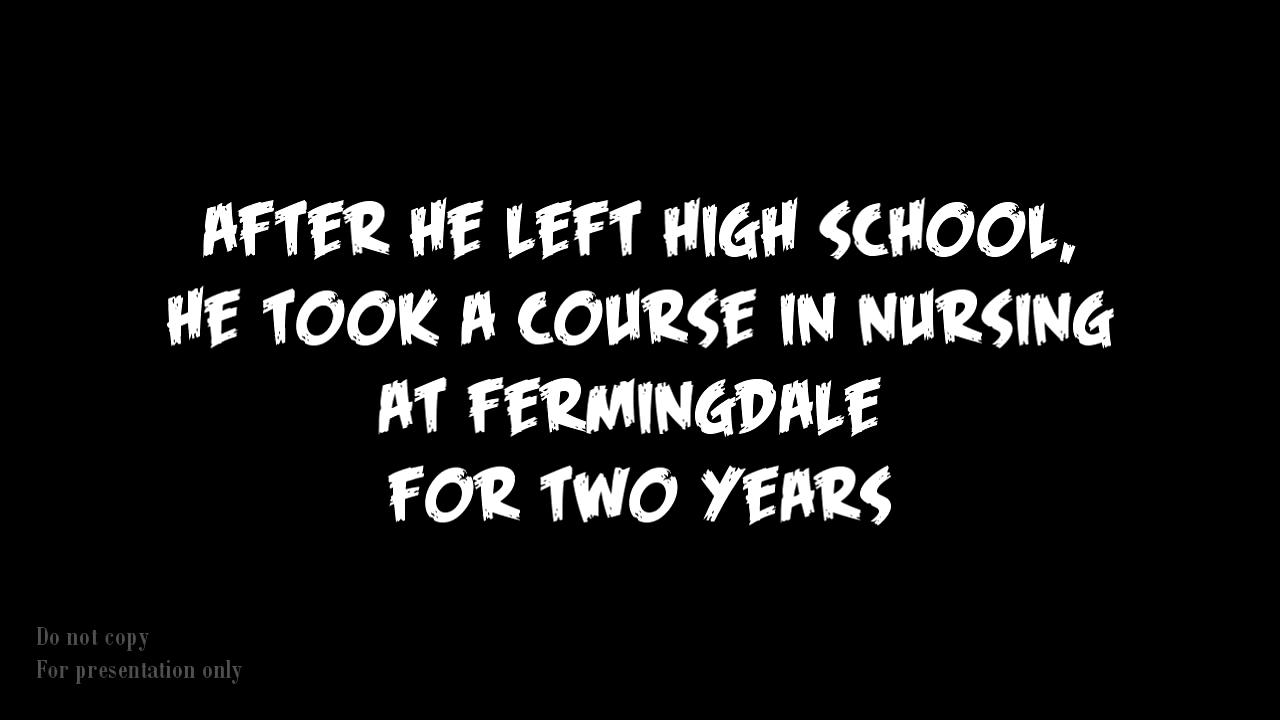 AFTER HE LEFT HIGH SCHOOL,
HE TOOK A COURSE IN NURSING
AT FERMINGDALE
FOR TWO YEARS
Do not copy
For presentation only